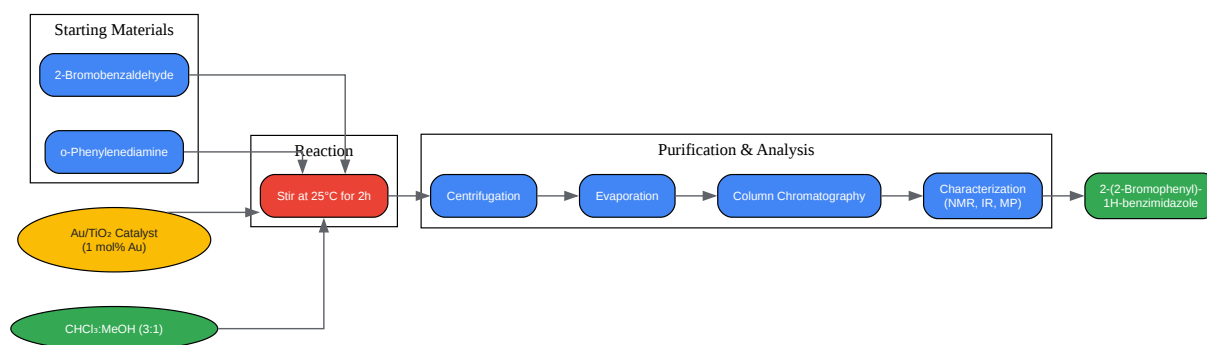 Starting Materials
2-Bromobenzaldehyde
o-Phenylenediamine
Au/TiO₂ Catalyst
(1 mol% Au)
CHCl₃:MeOH (3:1)
Reaction
Stir at 25°C for 2h
Purification & Analysis
Centrifugation
Evaporation
Column Chromatography
Characterization
(NMR, IR, MP)
2-(2-Bromophenyl)-
1H-benzimidazole